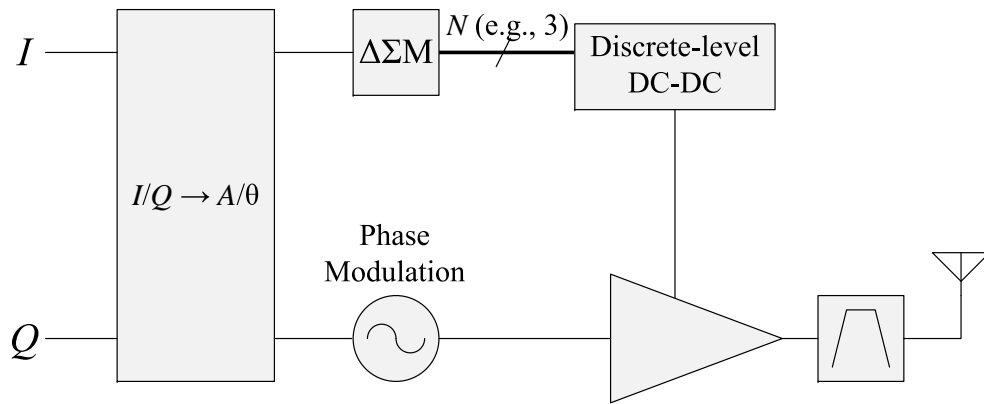 I
ΔΣM
N (e.g., 3)
Discrete-level
DC-DC
I/Q → A/θ
Phase
Modulation
Q